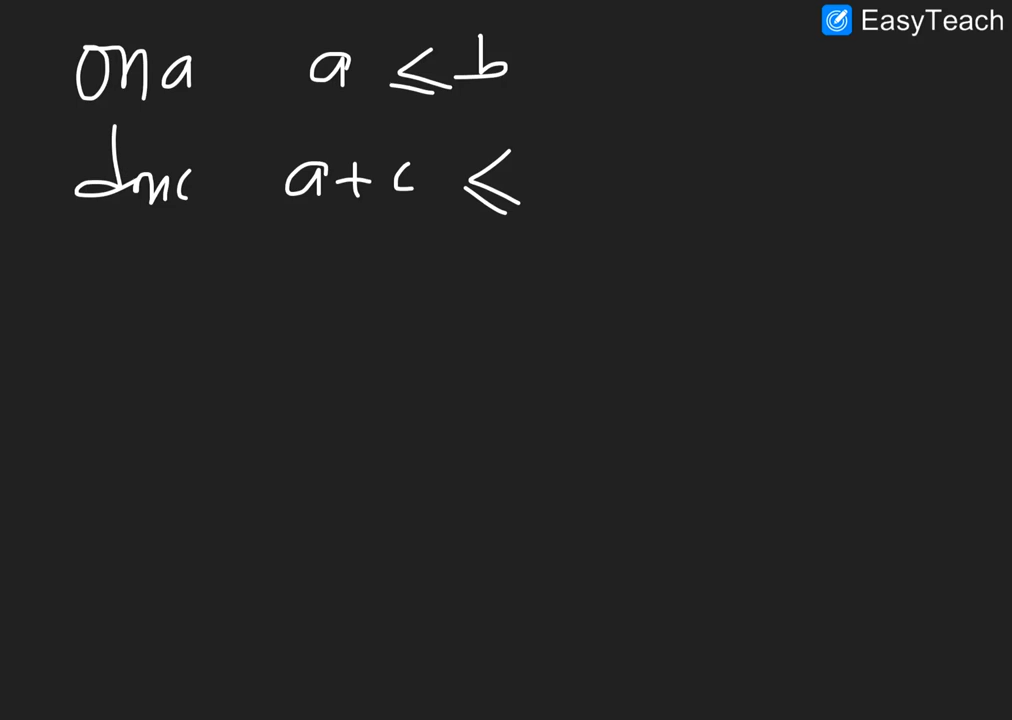 EasyTeach
on a a ≤ b
donc a + c ≤